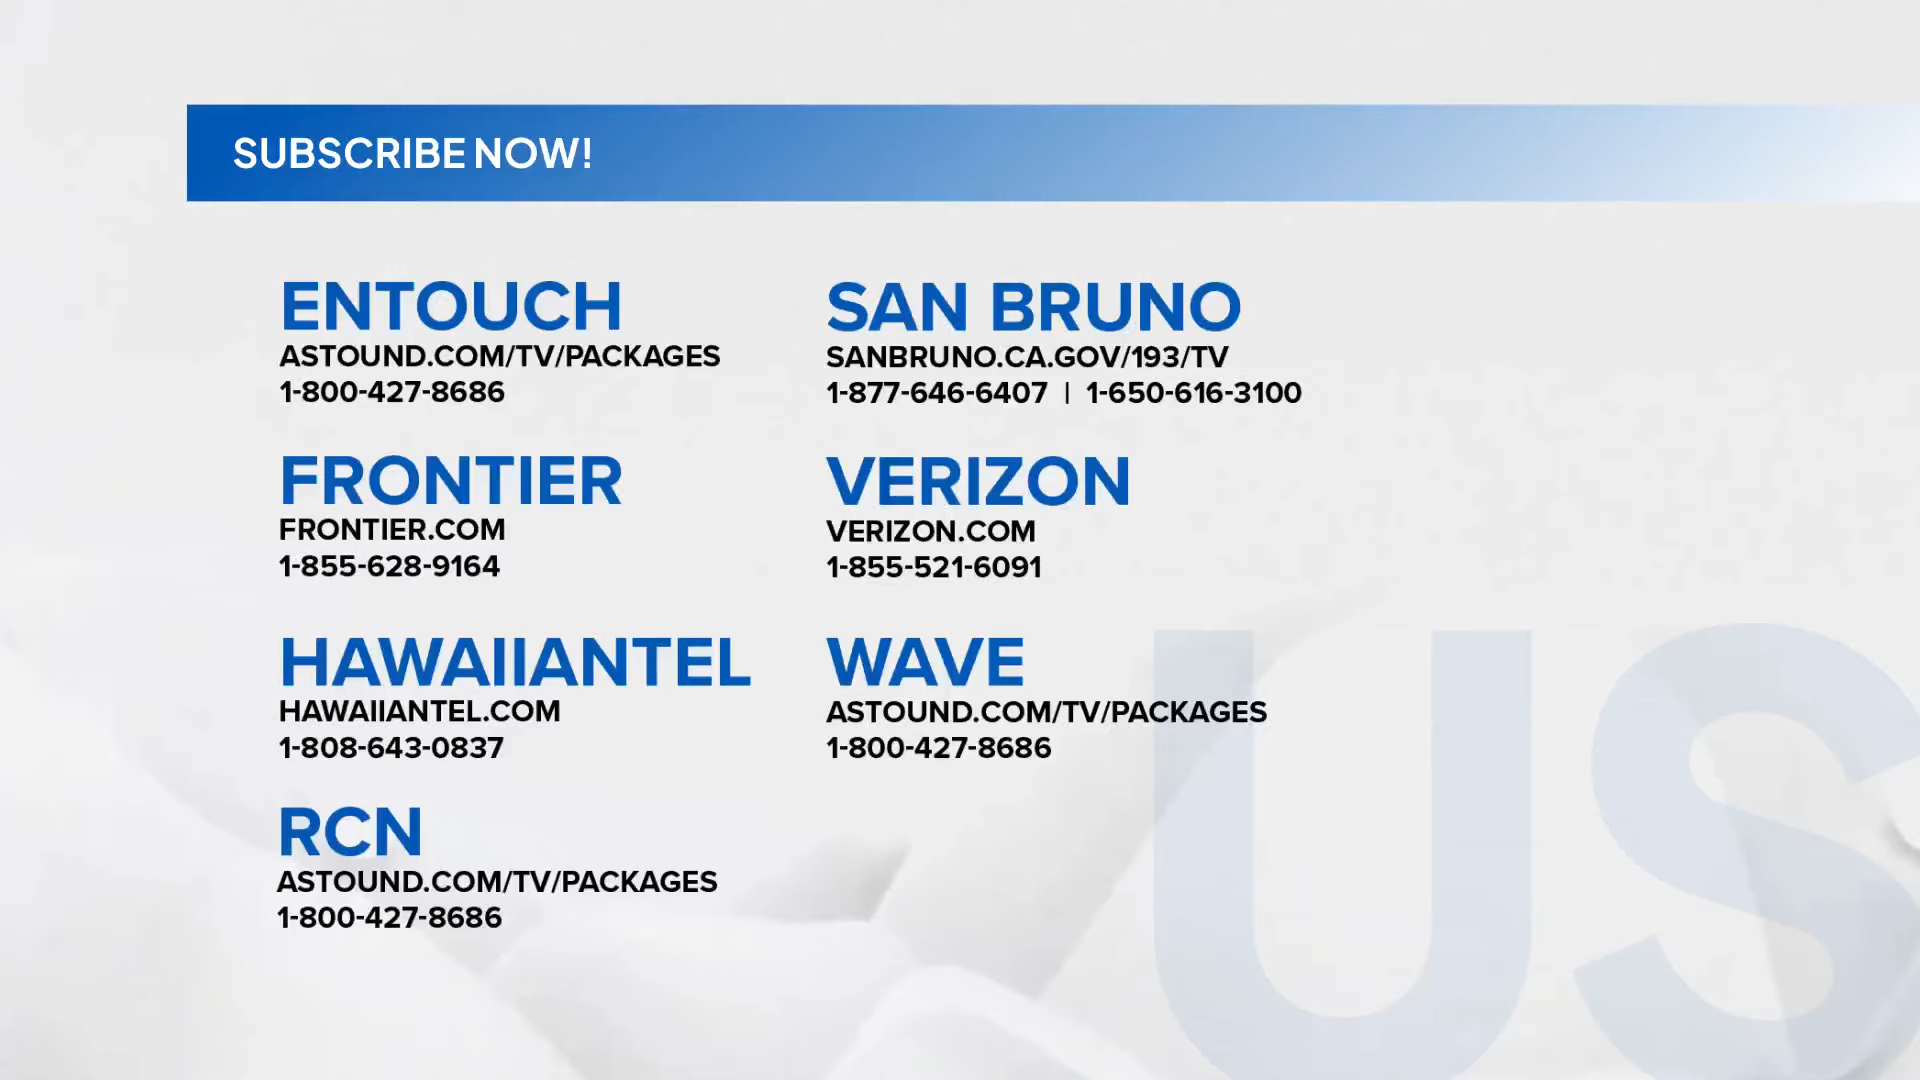 SUBSCRIBE NOW!
ENTOUCH
ASTOUND.COM/TV/PACKAGES
1-800-427-8686
FRONTIER
FRONTIER.COM
1-855-628-9164
HAWAIIANTEL
HAWAIIANTEL.COM
1-808-643-0837
RCN
ASTOUND.COM/TV/PACKAGES
1-800-427-8686
SAN BRUNO
SANBRUNO.CA.GOV/193/TV
1-877-646-6407 | 1-650-616-3100
VERIZON
VERIZON.COM
1-855-521-6091
WAVE
ASTOUND.COM/TV/PACKAGES
1-800-427-8686
US